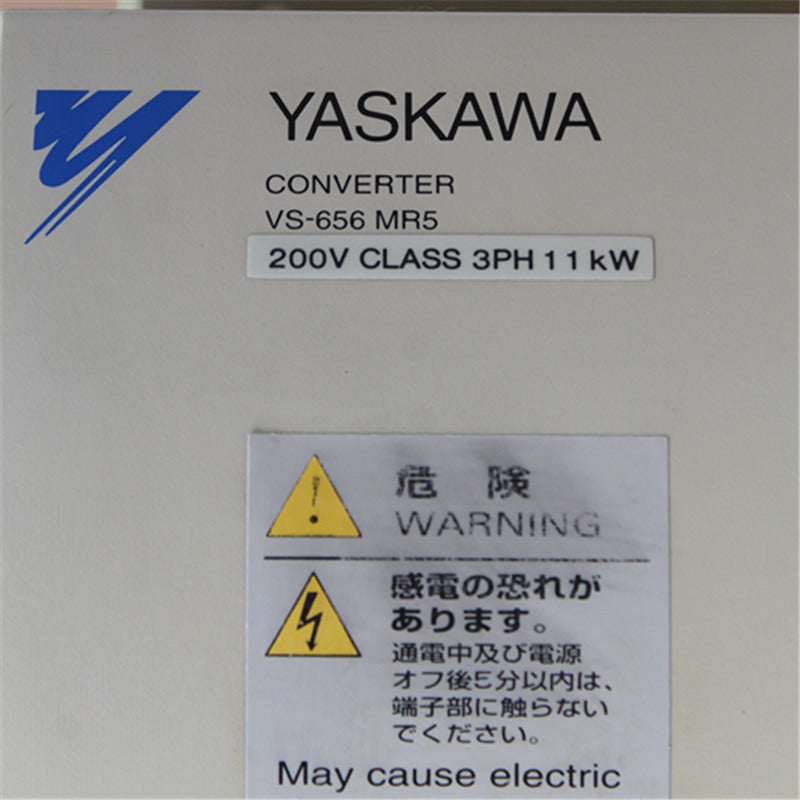 YASKAWA
CONVERTER
VS-656 MR5
200V CLASS 3PH 11 kW
危 険
WARNING
感電の恐れが
あります。
通電中及び電源
オフ後5分以内は、
端子部に触らない
でください。
May cause electric